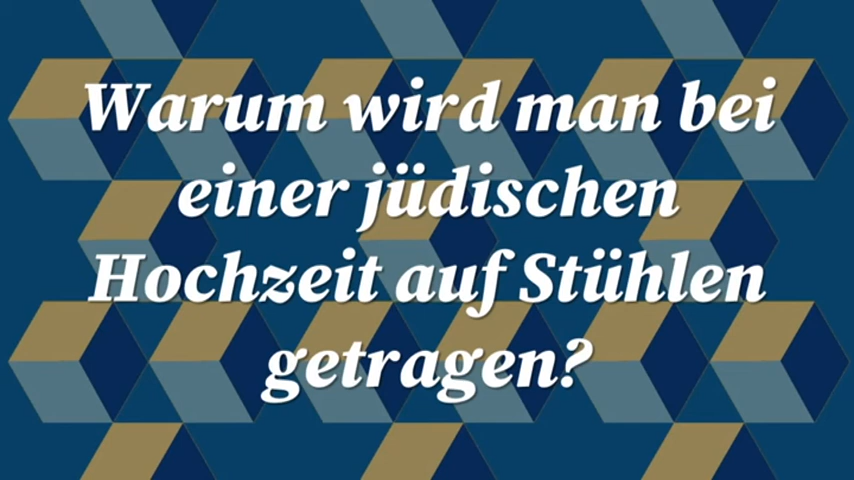 Warum wird man bei
einer jüdischen
Hochzeit auf Stühlen
getragen?